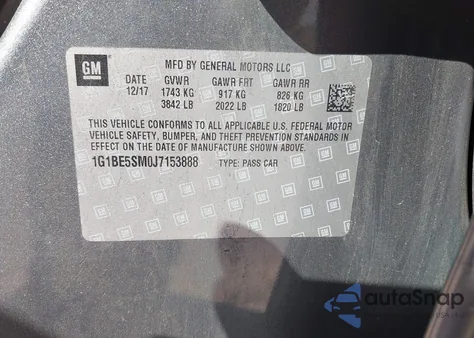 GM
MFD BY GENERAL MOTORS LLC
DATE GVWR GAWR FRT GAWR RR
12/17 1743 KG 917 KG 826 KG
3842 LB 2022 LB 1820 LB
THIS VEHICLE CONFORMS TO ALL APPLICABLE U.S. FEDERAL MOTOR
VEHICLE SAFETY, BUMPER, AND THEFT PREVENTION STANDARDS
IN EFFECT ON THE DATE OF MANUFACTURE SHOWN ABOVE.
1G1BE5SM0J7153888 TYPE: PASS CAR
autoSnap